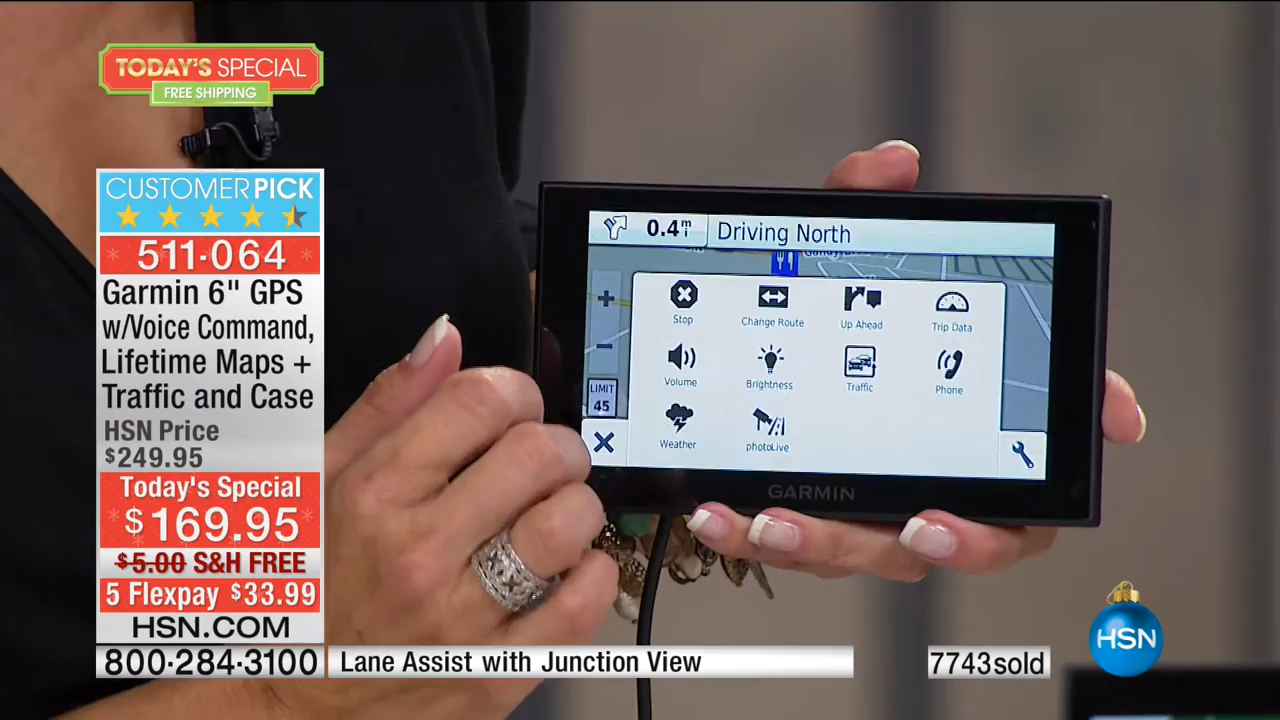 TODAY'S SPECIAL
FREE SHIPPING
CUSTOMER PICK
511·064
Garmin 6" GPS
w/Voice Command,
Lifetime Maps +
Traffic and Case
HSN Price
$249.95
Today's Special
$169.95
$5.00 S&H FREE
5 Flexpay $33.99
HSN.COM
800·284·3100
Lane Assist with Junction View
7743sold
HSN
0.4 mi
Driving North
Stop
Change Route
Up Ahead
Trip Data
Volume
Brightness
Traffic
Phone
LIMIT
45
Weather
photoLive
GARMIN